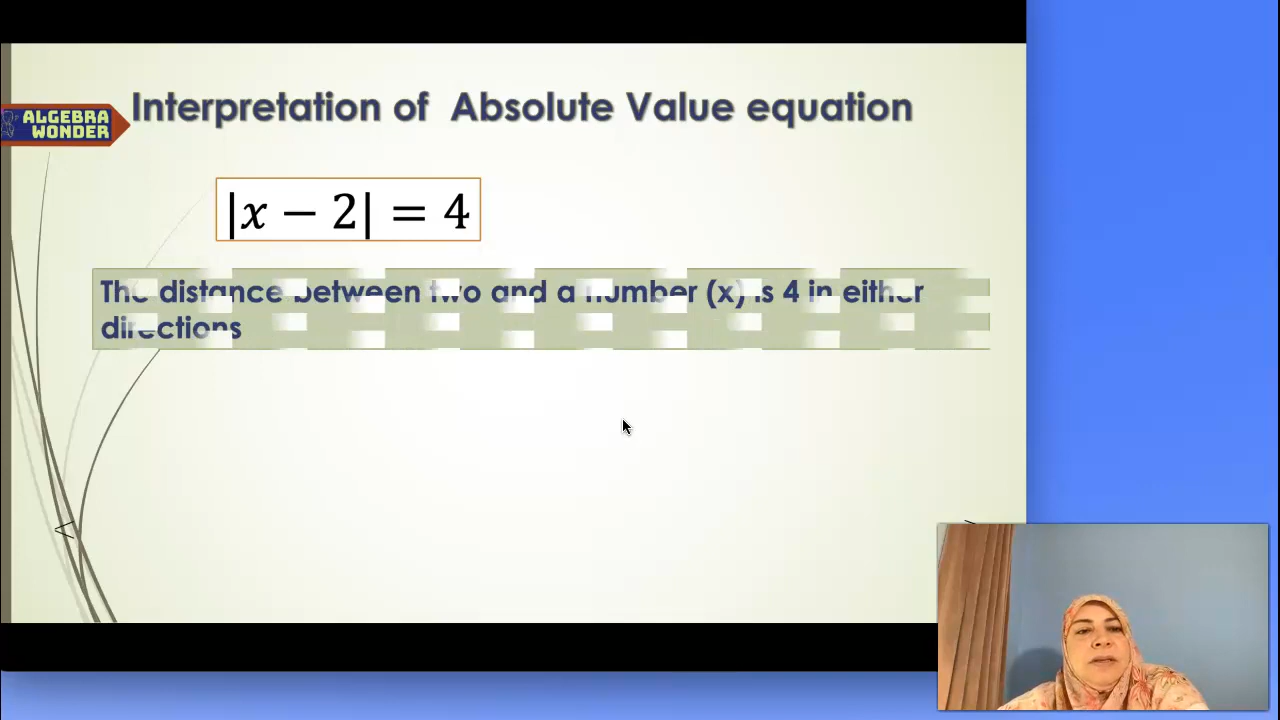 Interpretation of Absolute Value equation
ALGEBRA
WONDER
|x − 2| = 4
The distance between two and a number (x) is 4 in either
directions